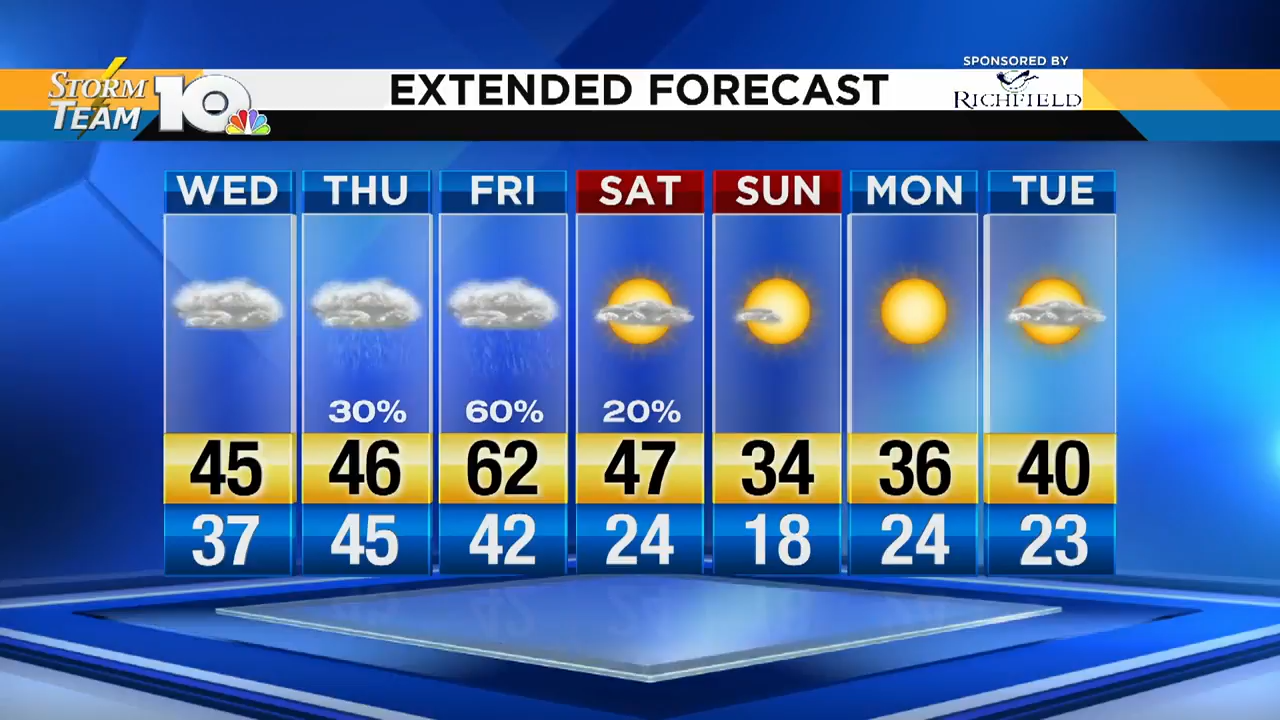 SPONSORED BY
STORM
TEAM
10
EXTENDED FORECAST
RICHFIELD
WED THU FRI SAT SUN MON TUE
30% 60% 20%
45 46 62 47 34 36 40
37 45 42 24 18 24 23